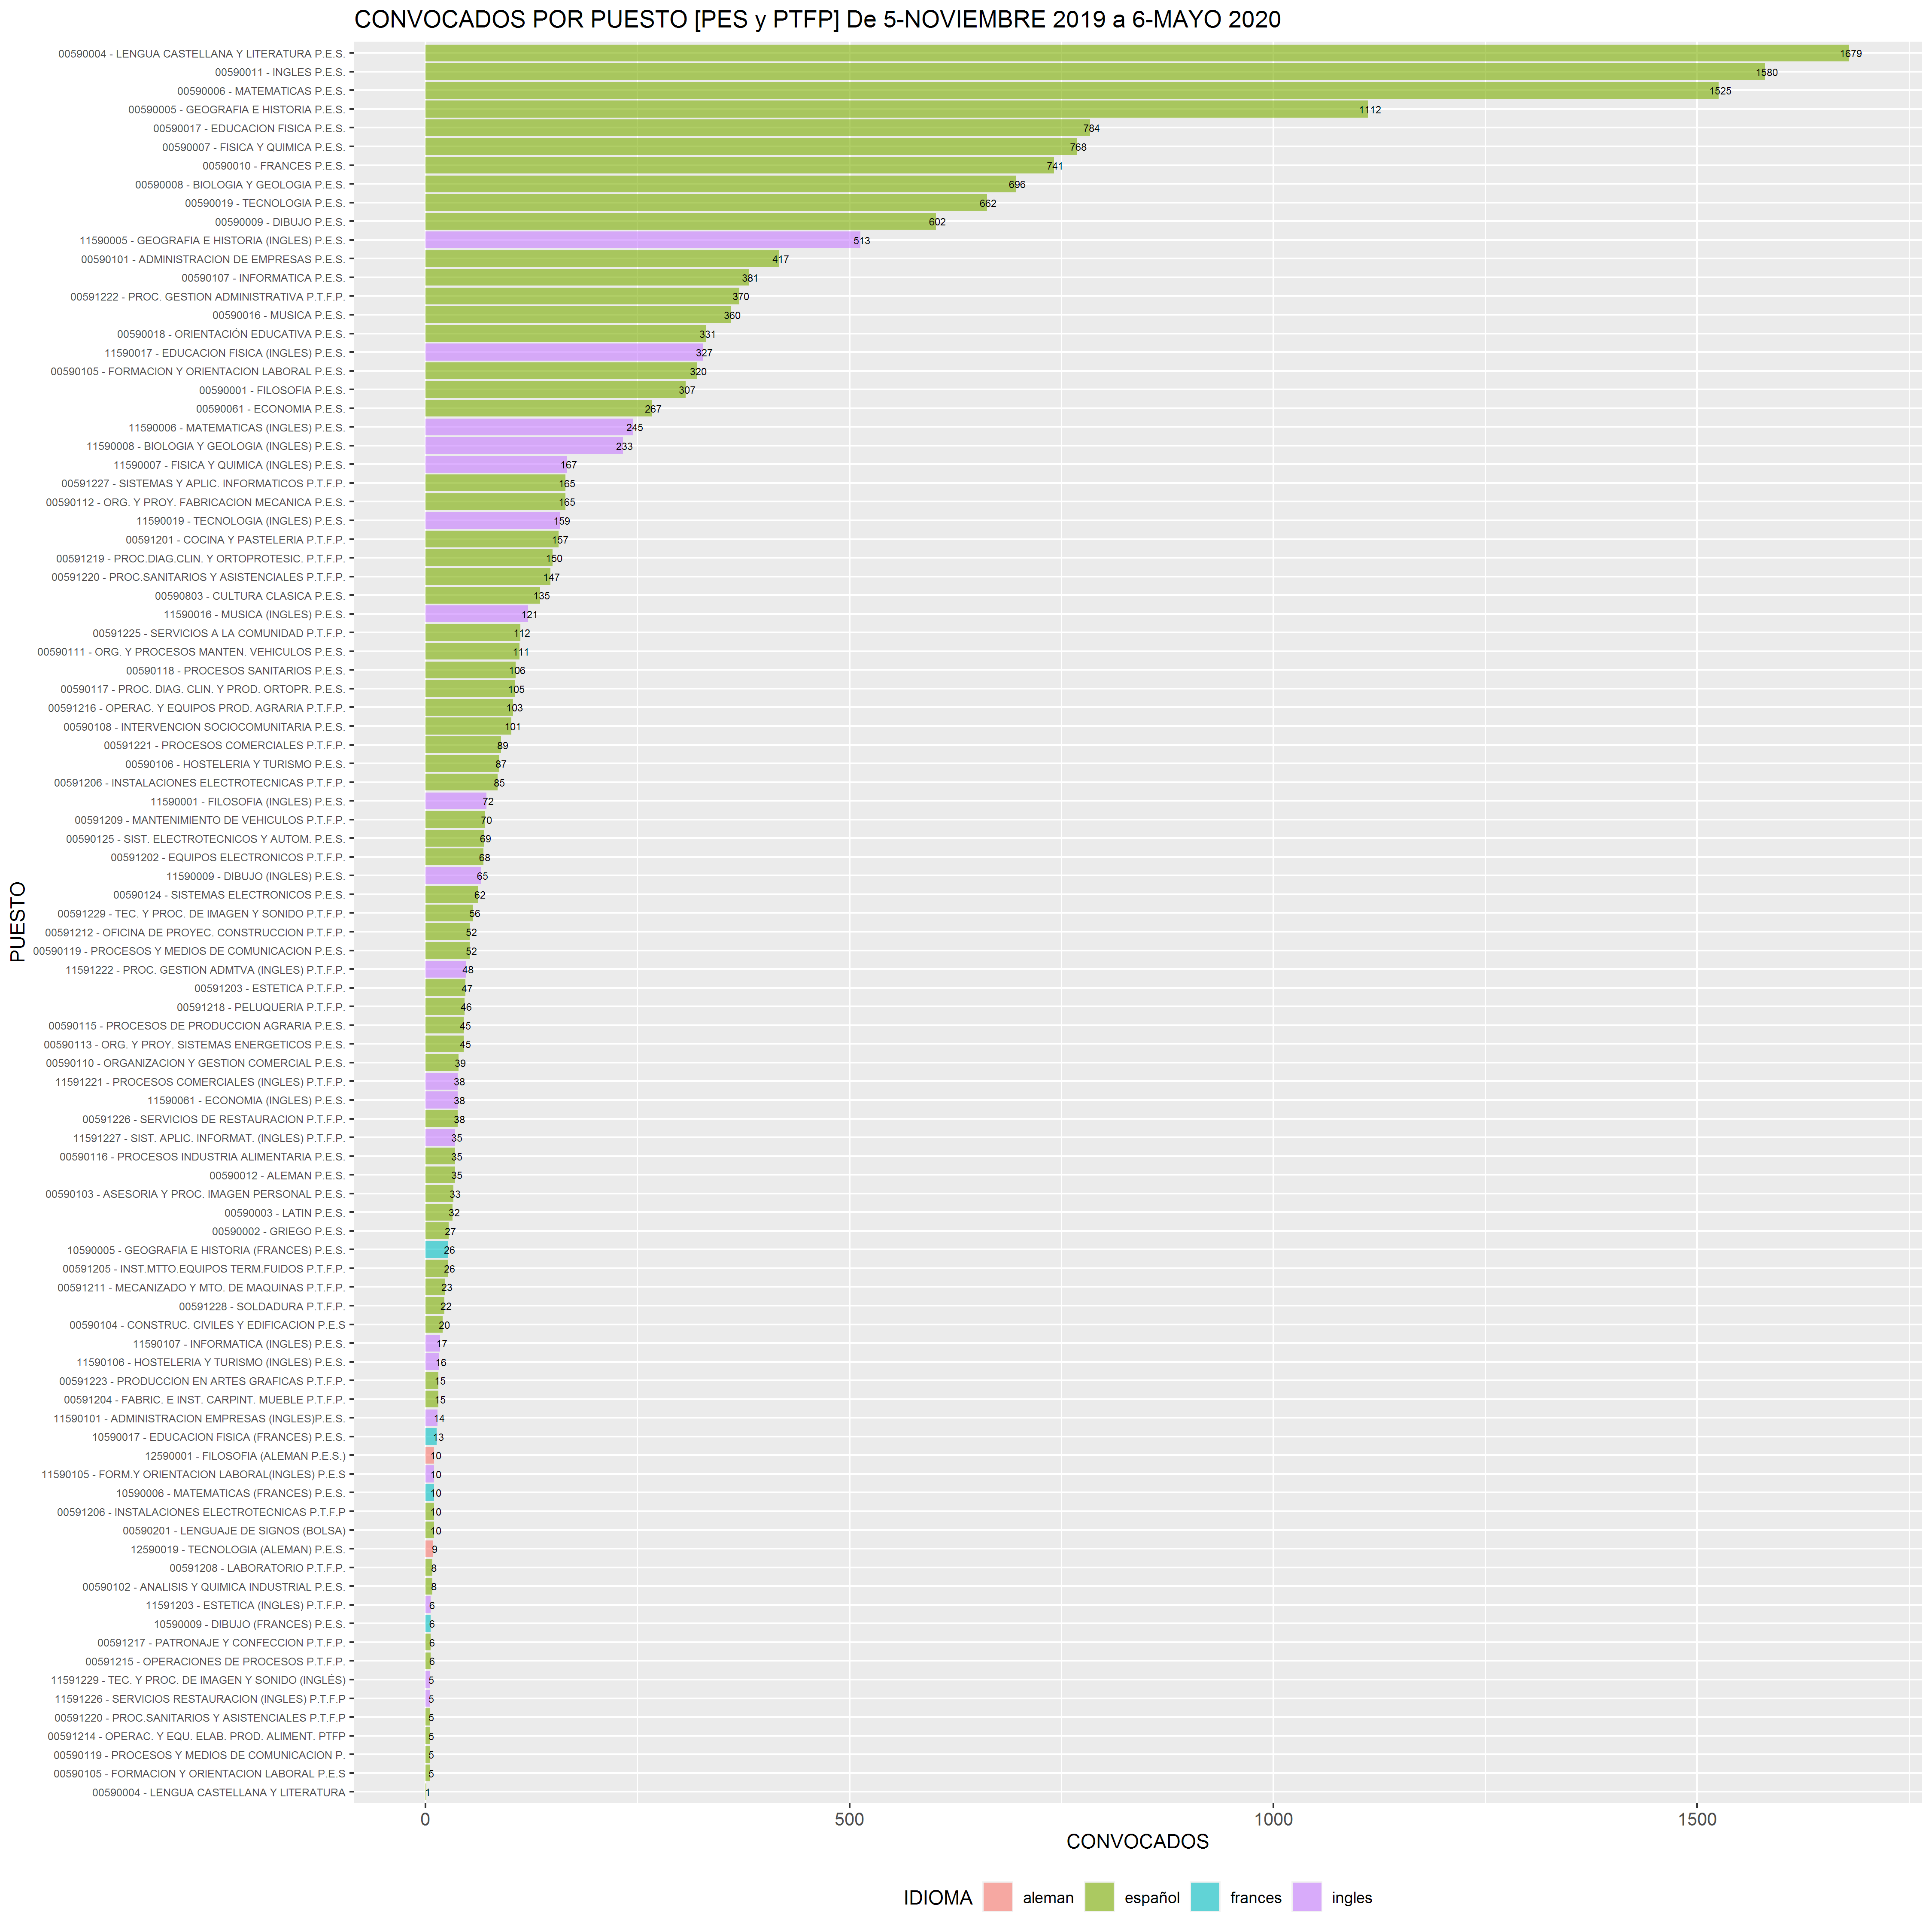 CONVOCADOS POR PUESTO [PES y PTFP] De 5-NOVIEMBRE 2019 a 6-MAYO 2020
00590004 - LENGUA CASTELLANA Y LITERATURA P.E.S. 1679
00590011 - INGLES P.E.S. 1580
00590006 - MATEMATICAS P.E.S. 1525
00590005 - GEOGRAFIA E HISTORIA P.E.S. 1112
00590017 - EDUCACION FISICA P.E.S. 784
00590007 - FISICA Y QUIMICA P.E.S. 768
00590010 - FRANCES P.E.S. 741
00590008 - BIOLOGIA Y GEOLOGIA P.E.S. 696
00590019 - TECNOLOGIA P.E.S. 662
00590009 - DIBUJO P.E.S. 602
11590005 - GEOGRAFIA E HISTORIA (INGLES) P.E.S. 513
00590101 - ADMINISTRACION DE EMPRESAS P.E.S. 417
00590107 - INFORMATICA P.E.S. 381
00591222 - PROC. GESTION ADMINISTRATIVA P.T.F.P. 370
00590016 - MUSICA P.E.S. 360
00590018 - ORIENTACIÓN EDUCATIVA P.E.S. 331
11590017 - EDUCACION FISICA (INGLES) P.E.S. 327
00590105 - FORMACION Y ORIENTACION LABORAL P.E.S. 320
00590001 - FILOSOFIA P.E.S. 307
00590061 - ECONOMIA P.E.S. 267
11590006 - MATEMATICAS (INGLES) P.E.S. 245
11590008 - BIOLOGIA Y GEOLOGIA (INGLES) P.E.S. 233
11590007 - FISICA Y QUIMICA (INGLES) P.E.S. 167
00591227 - SISTEMAS Y APLIC. INFORMATICOS P.T.F.P. 165
00590112 - ORG. Y PROY. FABRICACION MECANICA P.E.S. 165
11590019 - TECNOLOGIA (INGLES) P.E.S. 159
00591201 - COCINA Y PASTELERIA P.T.F.P. 157
00591219 - PROC.DIAG.CLIN. Y ORTOPROTESIC. P.T.F.P. 150
00591220 - PROC.SANITARIOS Y ASISTENCIALES P.T.F.P. 147
00590803 - CULTURA CLASICA P.E.S. 135
11590016 - MUSICA (INGLES) P.E.S. 121
00591225 - SERVICIOS A LA COMUNIDAD P.T.F.P. 112
00590111 - ORG. Y PROCESOS MANTEN. VEHICULOS P.E.S. 111
00590118 - PROCESOS SANITARIOS P.E.S. 106
00590117 - PROC. DIAG. CLIN. Y PROD. ORTOPR. P.E.S. 105
00591216 - OPERAC. Y EQUIPOS PROD. AGRARIA P.T.F.P. 103
00590108 - INTERVENCION SOCIOCOMUNITARIA P.E.S. 101
00591221 - PROCESOS COMERCIALES P.T.F.P. 89
00590106 - HOSTELERIA Y TURISMO P.E.S. 87
00591206 - INSTALACIONES ELECTROTECNICAS P.T.F.P. 85
11590001 - FILOSOFIA (INGLES) P.E.S. 72
00591209 - MANTENIMIENTO DE VEHICULOS P.T.F.P. 70
00590125 - SIST. ELECTROTECNICOS Y AUTOM. P.E.S. 69
00591202 - EQUIPOS ELECTRONICOS P.T.F.P. 68
11590009 - DIBUJO (INGLES) P.E.S. 65
00590124 - SISTEMAS ELECTRONICOS P.E.S. 62
00591229 - TEC. Y PROC. DE IMAGEN Y SONIDO P.T.F.P. 56
00591212 - OFICINA DE PROYEC. CONSTRUCCION P.T.F.P. 52
00590119 - PROCESOS Y MEDIOS DE COMUNICACION P.E.S. 52
11591222 - PROC. GESTION ADMTVA (INGLES) P.T.F.P. 48
00591203 - ESTETICA P.T.F.P. 47
00591218 - PELUQUERIA P.T.F.P. 46
00590115 - PROCESOS DE PRODUCCION AGRARIA P.E.S. 45
00590113 - ORG. Y PROY. SISTEMAS ENERGETICOS P.E.S. 45
00590110 - ORGANIZACION Y GESTION COMERCIAL P.E.S. 39
11591221 - PROCESOS COMERCIALES (INGLES) P.T.F.P. 38
11590061 - ECONOMIA (INGLES) P.E.S. 38
00591226 - SERVICIOS DE RESTAURACION P.T.F.P. 38
11591227 - SIST. APLIC. INFORMAT. (INGLES) P.T.F.P. 35
00590116 - PROCESOS INDUSTRIA ALIMENTARIA P.E.S. 35
00590012 - ALEMAN P.E.S. 35
00590103 - ASESORIA Y PROC. IMAGEN PERSONAL P.E.S. 33
00590003 - LATIN P.E.S. 32
00590002 - GRIEGO P.E.S. 27
10590005 - GEOGRAFIA E HISTORIA (FRANCES) P.E.S. 26
00591205 - INST.MTTO.EQUIPOS TERM.FUIDOS P.T.F.P. 26
00591211 - MECANIZADO Y MTO. DE MAQUINAS P.T.F.P. 23
00591228 - SOLDADURA P.T.F.P. 22
00590104 - CONSTRUC. CIVILES Y EDIFICACION P.E.S 20
11590107 - INFORMATICA (INGLES) P.E.S. 17
11590106 - HOSTELERIA Y TURISMO (INGLES) P.E.S. 16
00591223 - PRODUCCION EN ARTES GRAFICAS P.T.F.P. 15
00591204 - FABRIC. E INST. CARPINT. MUEBLE P.T.F.P. 15
11590101 - ADMINISTRACION EMPRESAS (INGLES)P.E.S. 14
10590017 - EDUCACION FISICA (FRANCES) P.E.S. 13
12590001 - FILOSOFIA (ALEMAN P.E.S.) 10
11590105 - FORM.Y ORIENTACION LABORAL(INGLES) P.E.S 10
10590006 - MATEMATICAS (FRANCES) P.E.S. 10
00591206 - INSTALACIONES ELECTROTECNICAS P.T.F.P 10
00590201 - LENGUAJE DE SIGNOS (BOLSA) 10
12590019 - TECNOLOGIA (ALEMAN) P.E.S. 9
00591208 - LABORATORIO P.T.F.P. 8
00590102 - ANALISIS Y QUIMICA INDUSTRIAL P.E.S. 8
11591203 - ESTETICA (INGLES) P.T.F.P. 6
10590009 - DIBUJO (FRANCES) P.E.S. 6
00591217 - PATRONAJE Y CONFECCION P.T.F.P. 6
00591215 - OPERACIONES DE PROCESOS P.T.F.P. 6
11591229 - TEC. Y PROC. DE IMAGEN Y SONIDO (INGLÉS) 5
11591226 - SERVICIOS RESTAURACION (INGLES) P.T.F.P 5
00591220 - PROC.SANITARIOS Y ASISTENCIALES P.T.F.P 5
00591214 - OPERAC. Y EQU. ELAB. PROD. ALIMENT. PTFP 5
00590119 - PROCESOS Y MEDIOS DE COMUNICACION P. 5
00590105 - FORMACION Y ORIENTACION LABORAL P.E.S 5
00590004 - LENGUA CASTELLANA Y LITERATURA 1
PUESTO
0 500 1000 1500
CONVOCADOS
IDIOMA aleman español frances ingles